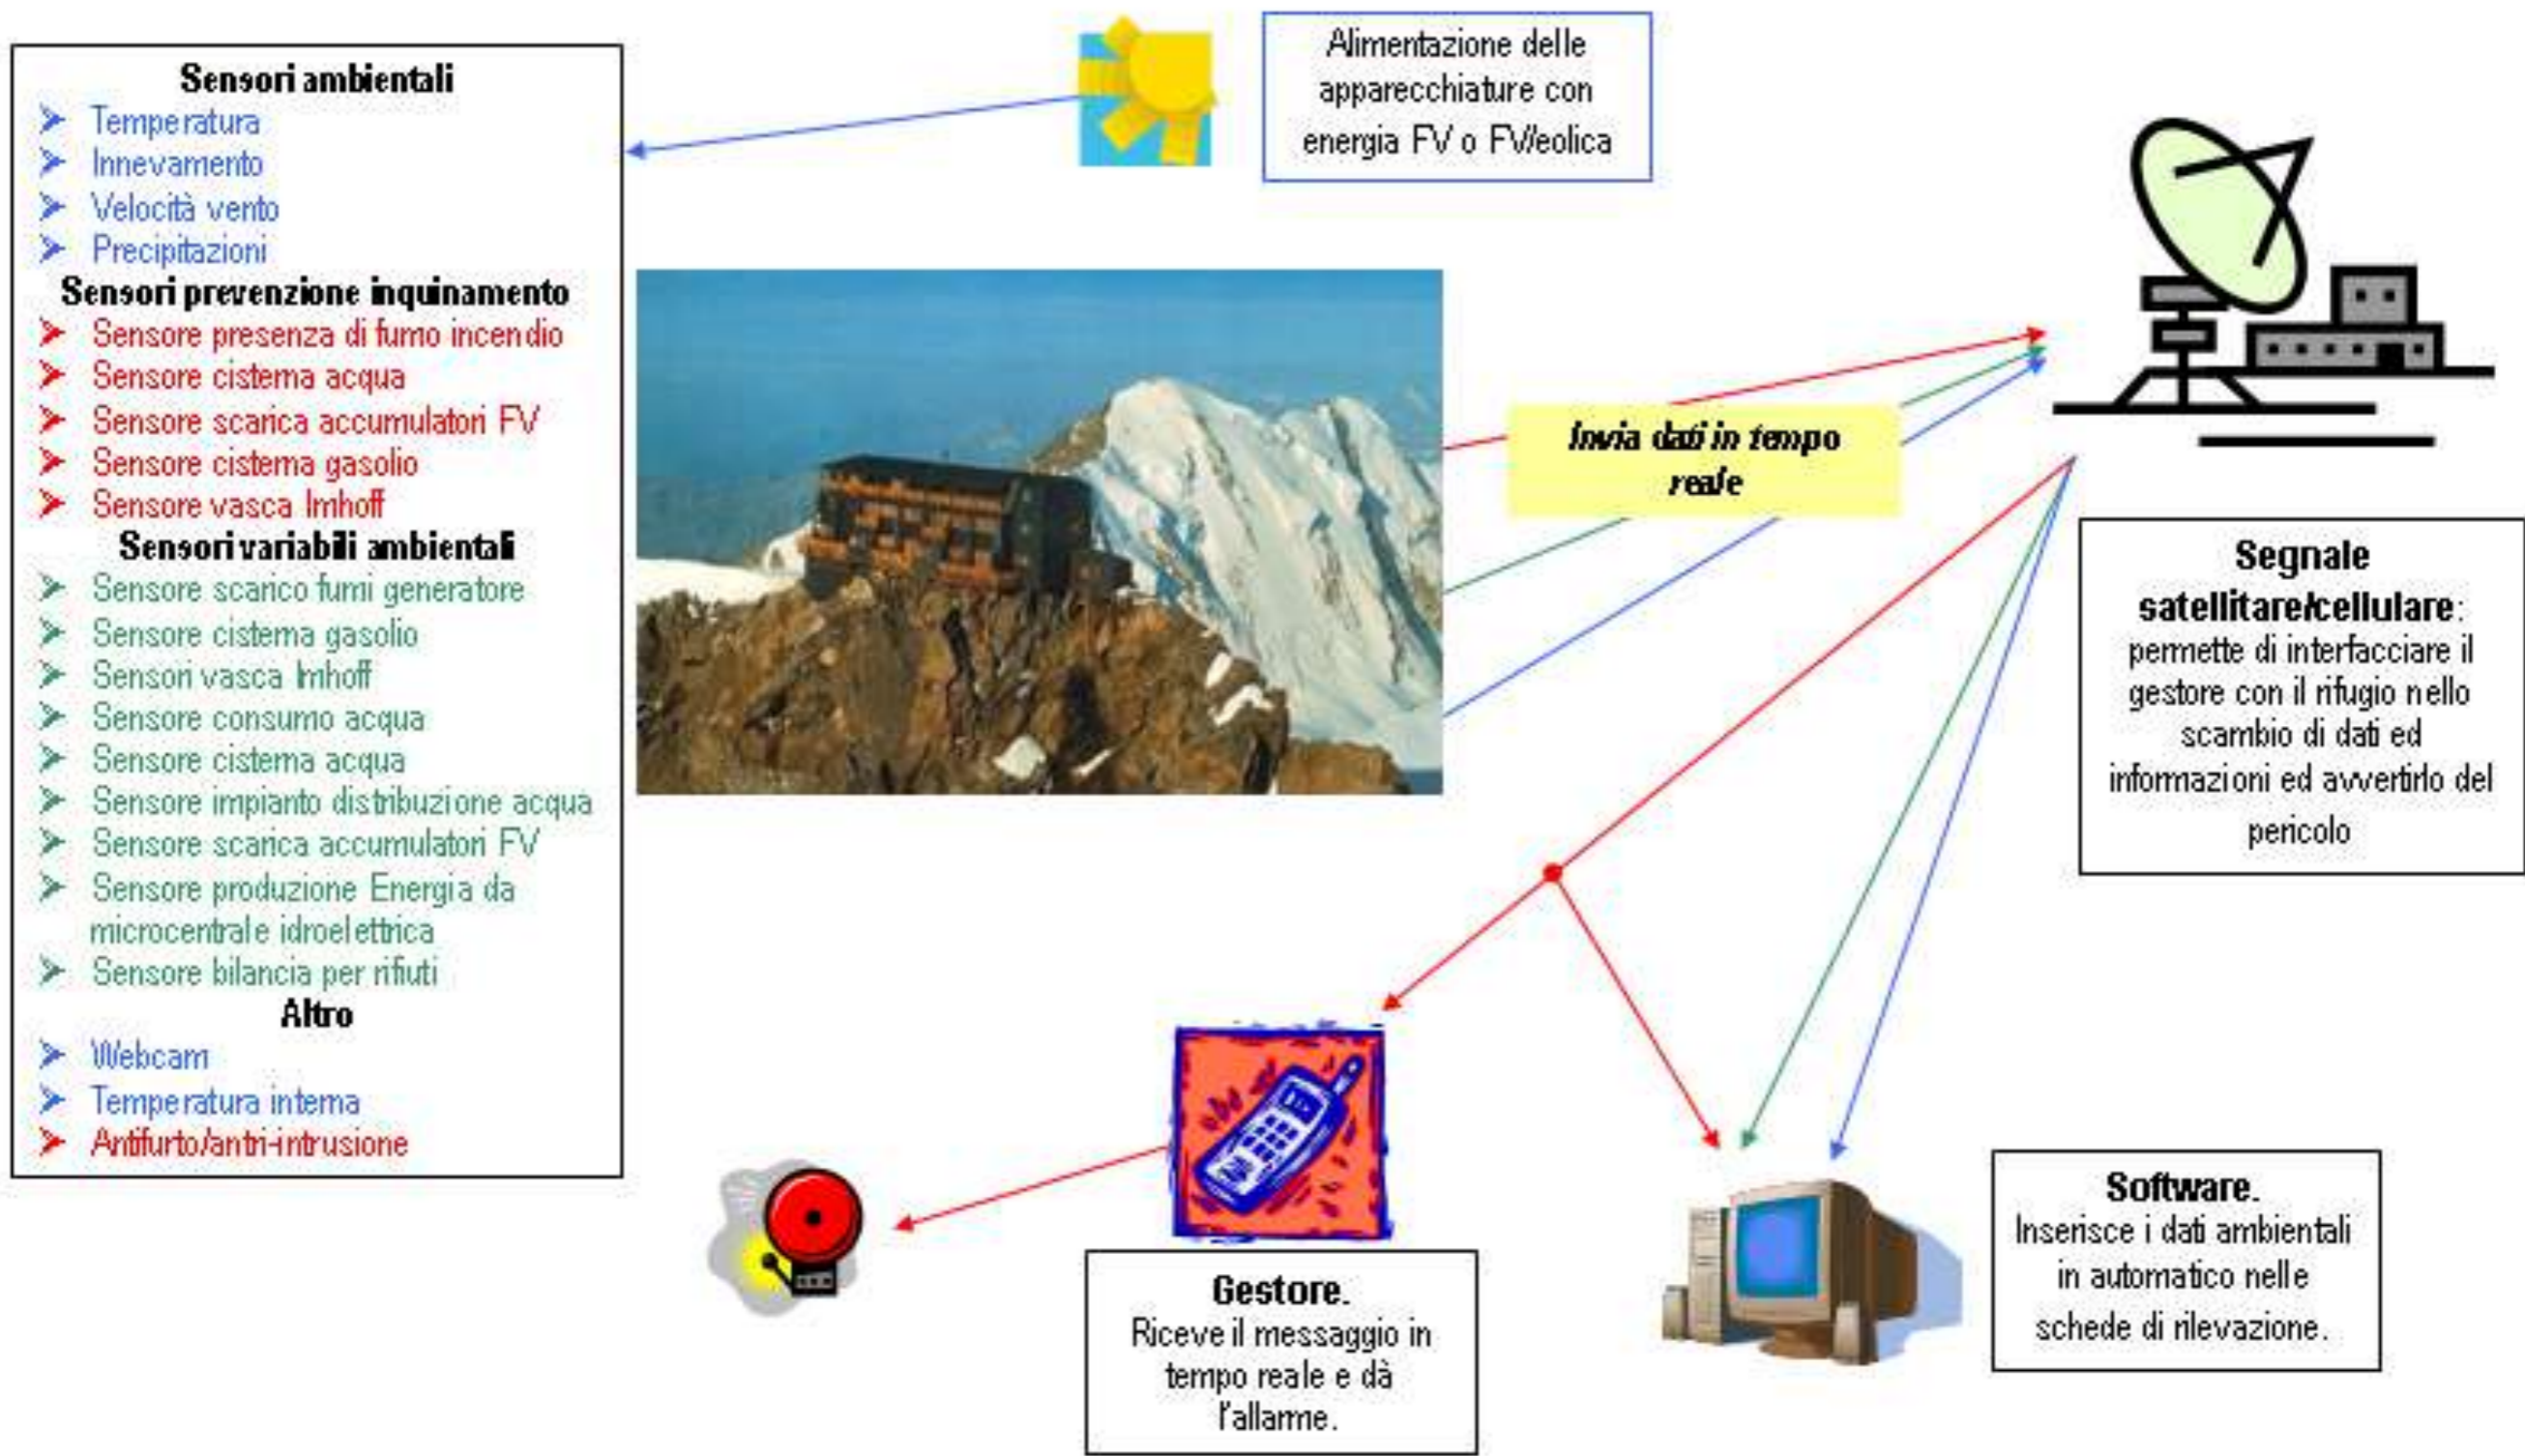 Sensori ambientali
Temperatura
Innevamento
Velocità vento
Precipitazioni
Sensori prevenzione inquinamento
Sensore presenza di fumo incendio
Sensore cisterna acqua
Sensore scarica accumulatori FV
Sensore cisterna gasolio
Sensore vasca Imhoff
Sensori variabili ambientali
Sensore scarico fumi generatore
Sensore cisterna gasolio
Sensori vasca Imhoff
Sensore consumo acqua
Sensore cisterna acqua
Sensore impianto distribuzione acqua
Sensore scarica accumulatori FV
Sensore produzione Energia da
microcentrale idroelettrica
Sensore bilancia per rifiuti
Altro
Webcam
Temperatura interna
Antifurto/antri-intrusione
Alimentazione delle
apparecchiature con
energia FV o FV/eolica
Invia dati in tempo
reale
Segnale
satellitare/cellulare:
permette di interfacciare il
gestore con il rifugio nello
scambio di dati ed
informazioni ed avvertirlo del
pericolo
Gestore.
Riceve il messaggio in
tempo reale e dà
l'allarme.
Software.
Inserisce i dati ambientali
in automatico nelle
schede di rilevazione.